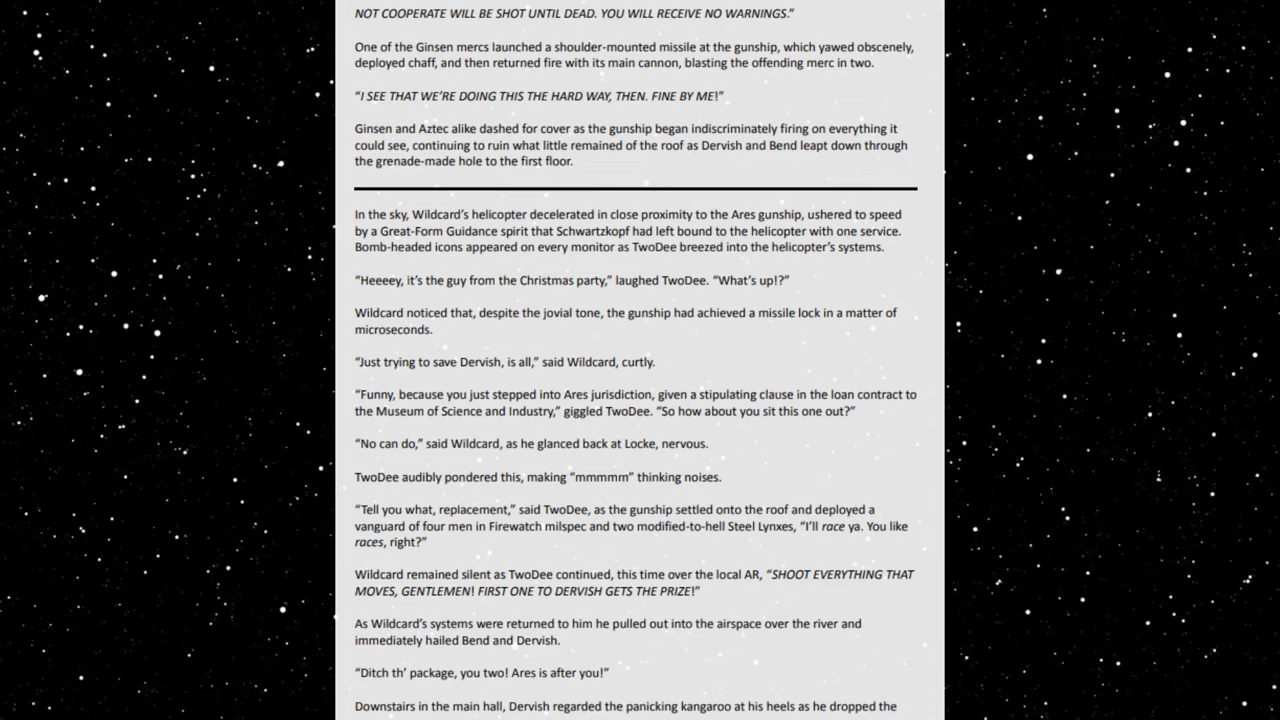 NOT COOPERATE WILL BE SHOT UNTIL DEAD. YOU WILL RECEIVE NO WARNINGS.”
One of the Ginsen mercs launched a shoulder-mounted missile at the gunship, which yawed obscenely,
deployed chaff, and then returned fire with its main cannon, blasting the offending merc in two.
“I SEE THAT WE’RE DOING THIS THE HARD WAY, THEN. FINE BY ME!”
Ginsen and Aztec alike dashed for cover as the gunship began indiscriminately firing on everything it
could see, continuing to ruin what little remained of the roof as Dervish and Bend leapt down through
the grenade-made hole to the first floor.
In the sky, Wildcard’s helicopter decelerated in close proximity to the Ares gunship, ushered to speed
by a Great-Form Guidance spirit that Schwartzkopf had left bound to the helicopter with one service.
Bomb-headed icons appeared on every monitor as TwoDee breezed into the helicopter’s systems.
“Heeeey, it’s the guy from the Christmas party,” laughed TwoDee. “What’s up!?”
Wildcard noticed that, despite the jovial tone, the gunship had achieved a missile lock in a matter of
microseconds.
“Just trying to save Dervish, is all,” said Wildcard, curtly.
“Funny, because you just stepped into Ares jurisdiction, given a stipulating clause in the loan contract to
the Museum of Science and Industry,” giggled TwoDee. “So how about you sit this one out?”
“No can do,” said Wildcard, as he glanced back at Locke, nervous.
TwoDee audibly pondered this, making “mmmmm” thinking noises.
“Tell you what, replacement,” said TwoDee, as the gunship settled onto the roof and deployed a
vanguard of four men in Firewatch milspec and two modified-to-hell Steel Lynxes, “I’ll race ya. You like
races, right?”
Wildcard remained silent as TwoDee continued, this time over the local AR, “SHOOT EVERYTHING THAT
MOVES, GENTLEMEN! FIRST ONE TO DERVISH GETS THE PRIZE!”
As Wildcard’s systems were returned to him he pulled out into the airspace over the river and
immediately hailed Bend and Dervish.
“Ditch th’ package, you two! Ares is after you!”
Downstairs in the main hall, Dervish regarded the panicking kangaroo at his heels as he dropped the